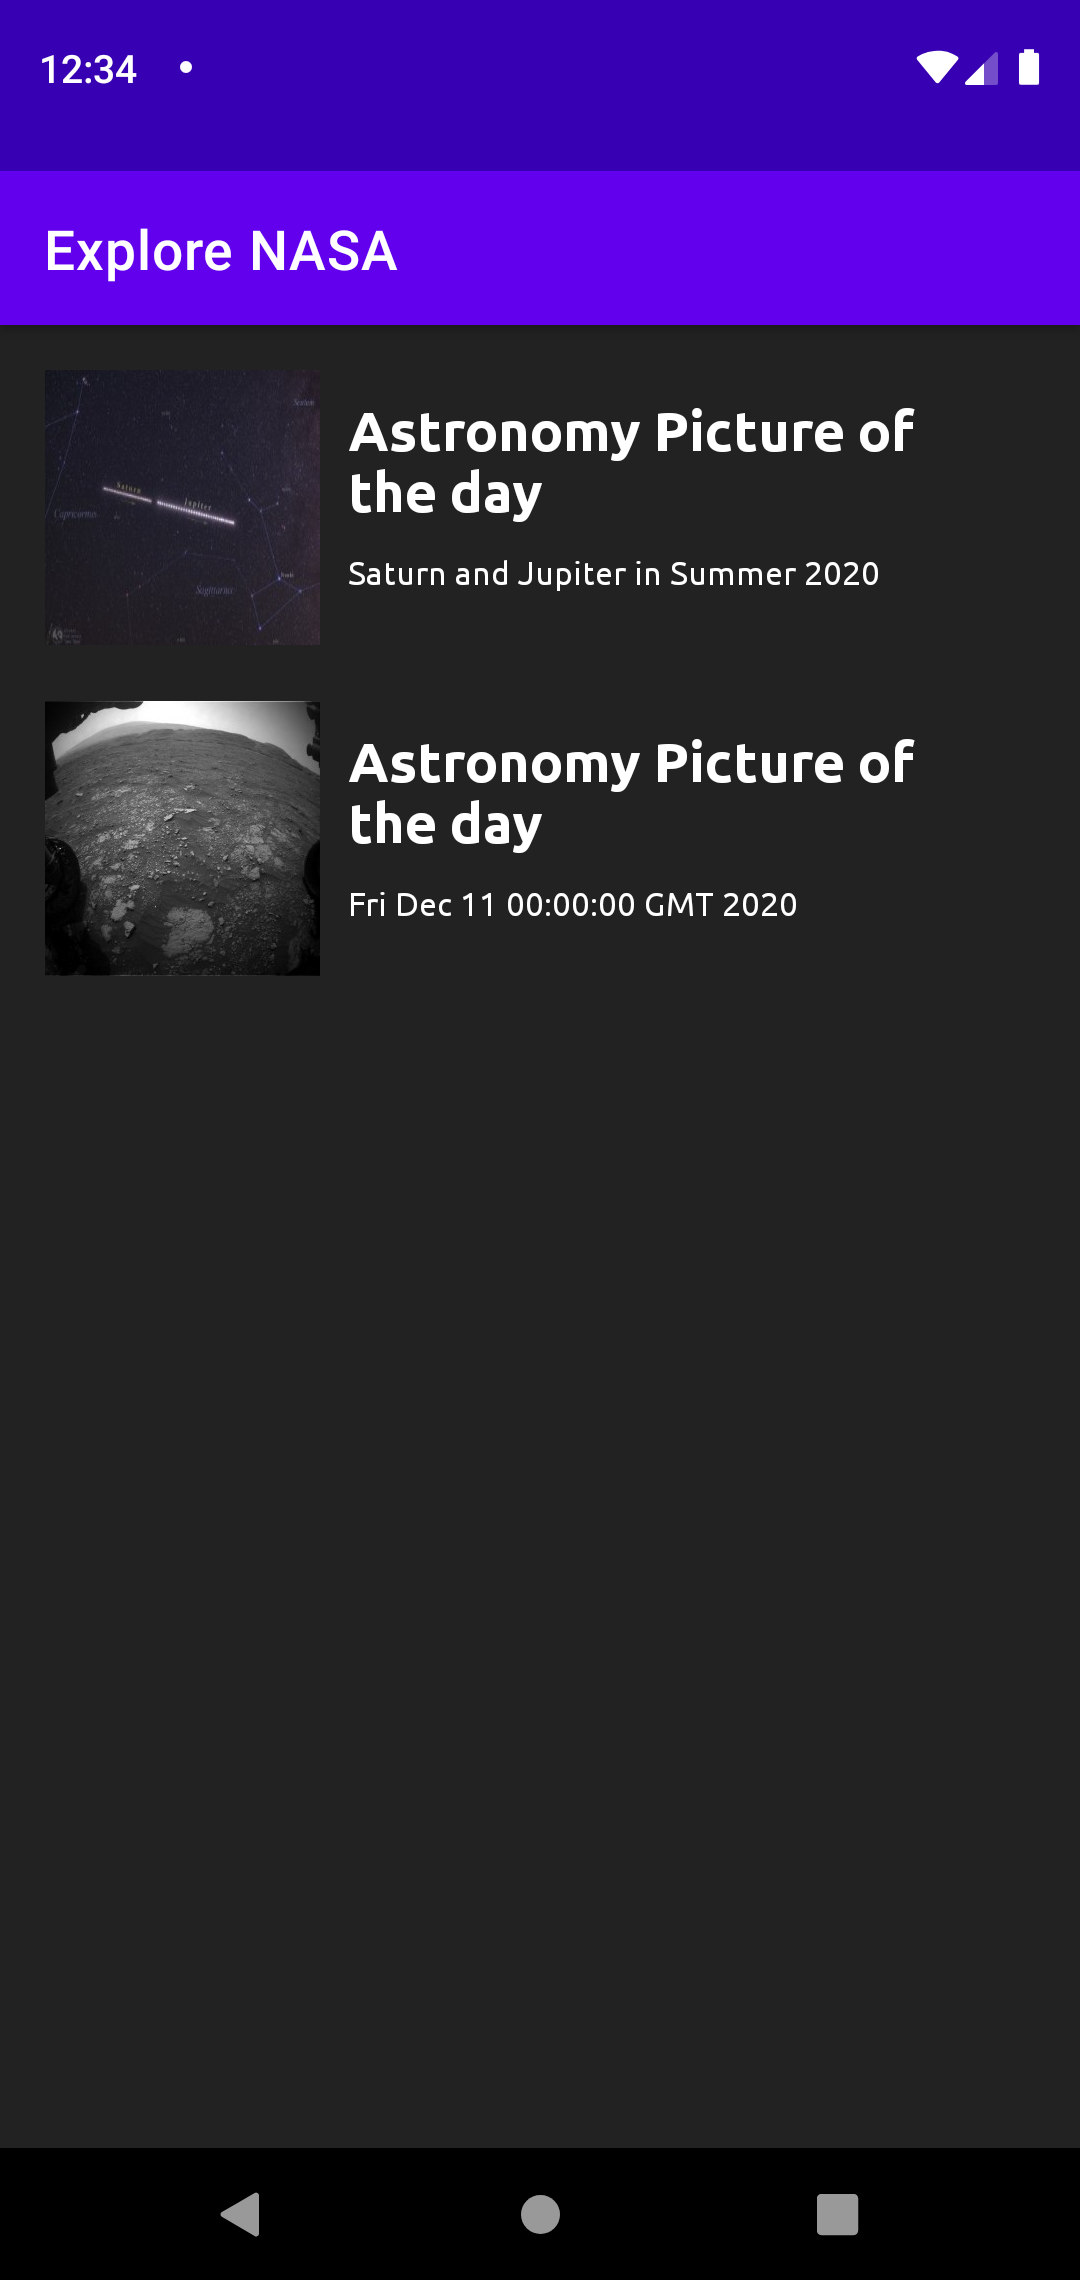 12:34
Explore NASA
Saturn
Jupiter
Capricornus
Sagittarius
Astronomy Picture of
the day
Saturn and Jupiter in Summer 2020
Astronomy Picture of
the day
Fri Dec 11 00:00:00 GMT 2020